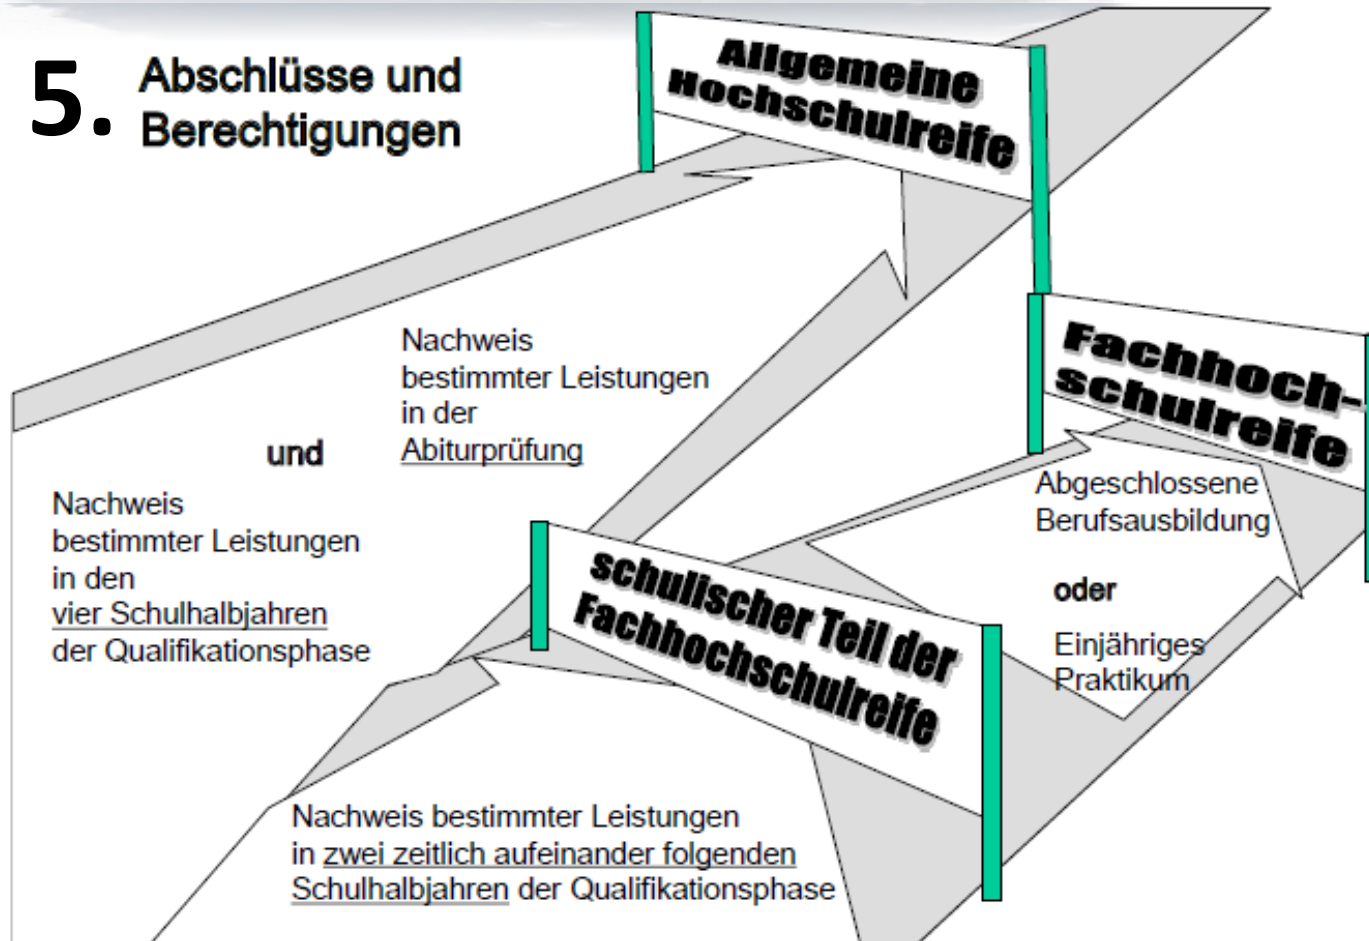 5. Abschlüsse und
Berechtigungen
Allgemeine
Hochschulreife
Nachweis
bestimmter Leistungen
in der
Abiturprüfung
und
Nachweis
bestimmter Leistungen
in den
vier Schulhalbjahren
der Qualifikationsphase
Fachhoch-
schulreife
Abgeschlossene
Berufsausbildung
oder
Einjähriges
Praktikum
schulischer Teil der
Fachhochschulreife
Nachweis bestimmter Leistungen
in zwei zeitlich aufeinander folgenden
Schulhalbjahren der Qualifikationsphase